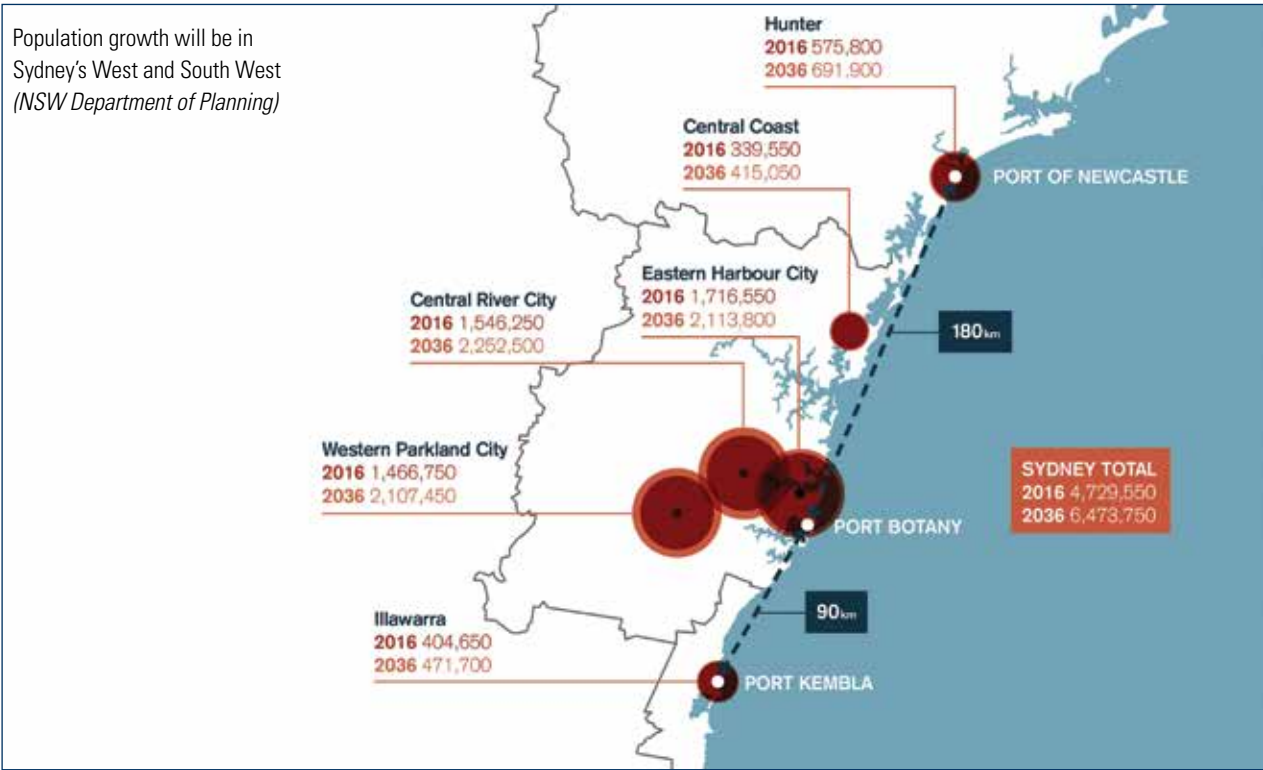 Population growth will be in
Sydney's West and South West
(NSW Department of Planning)
Hunter
2016 575,800
2036 691,900
Central Coast
2016 339,550
2036 415,050
PORT OF NEWCASTLE
Eastern Harbour City
2016 1,716,550
2036 2,113,800
Central River City
2016 1,546,250
2036 2,252,500
180km
Western Parkland City
2016 1,466,750
2036 2,107,450
SYDNEY TOTAL
2016 4,729,550
2036 6,473,750
PORT BOTANY
90km
Illawarra
2016 404,650
2036 471,700
PORT KEMBLA